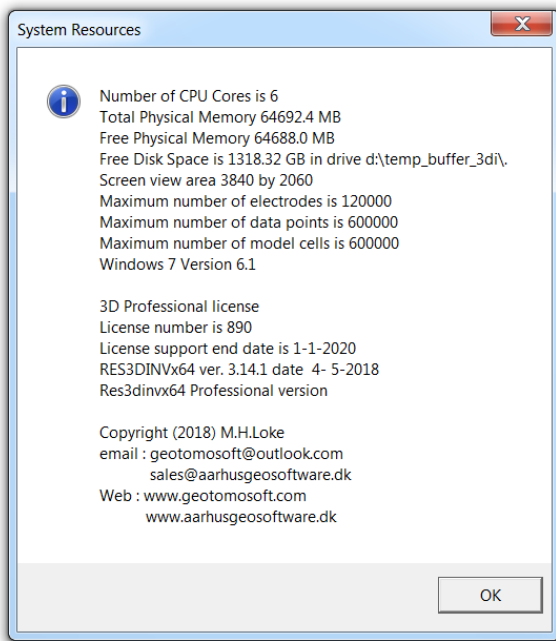 System Resources
Number of CPU Cores is 6
Total Physical Memory 64692.4 MB
Free Physical Memory 64688.0 MB
Free Disk Space is 1318.32 GB in drive d:\temp_buffer_3di\.
Screen view area 3840 by 2060
Maximum number of electrodes is 120000
Maximum number of data points is 600000
Maximum number of model cells is 600000
Windows 7 Version 6.1
3D Professional license
License number is 890
License support end date is 1-1-2020
RES3DINVx64 ver. 3.14.1 date  4- 5-2018
Res3dinvx64 Professional version
Copyright (2018) M.H.Loke
email : geotomosoft@outlook.com
sales@aarhusgeosoftware.dk
Web : www.geotomosoft.com
www.aarhusgeosoftware.dk
OK